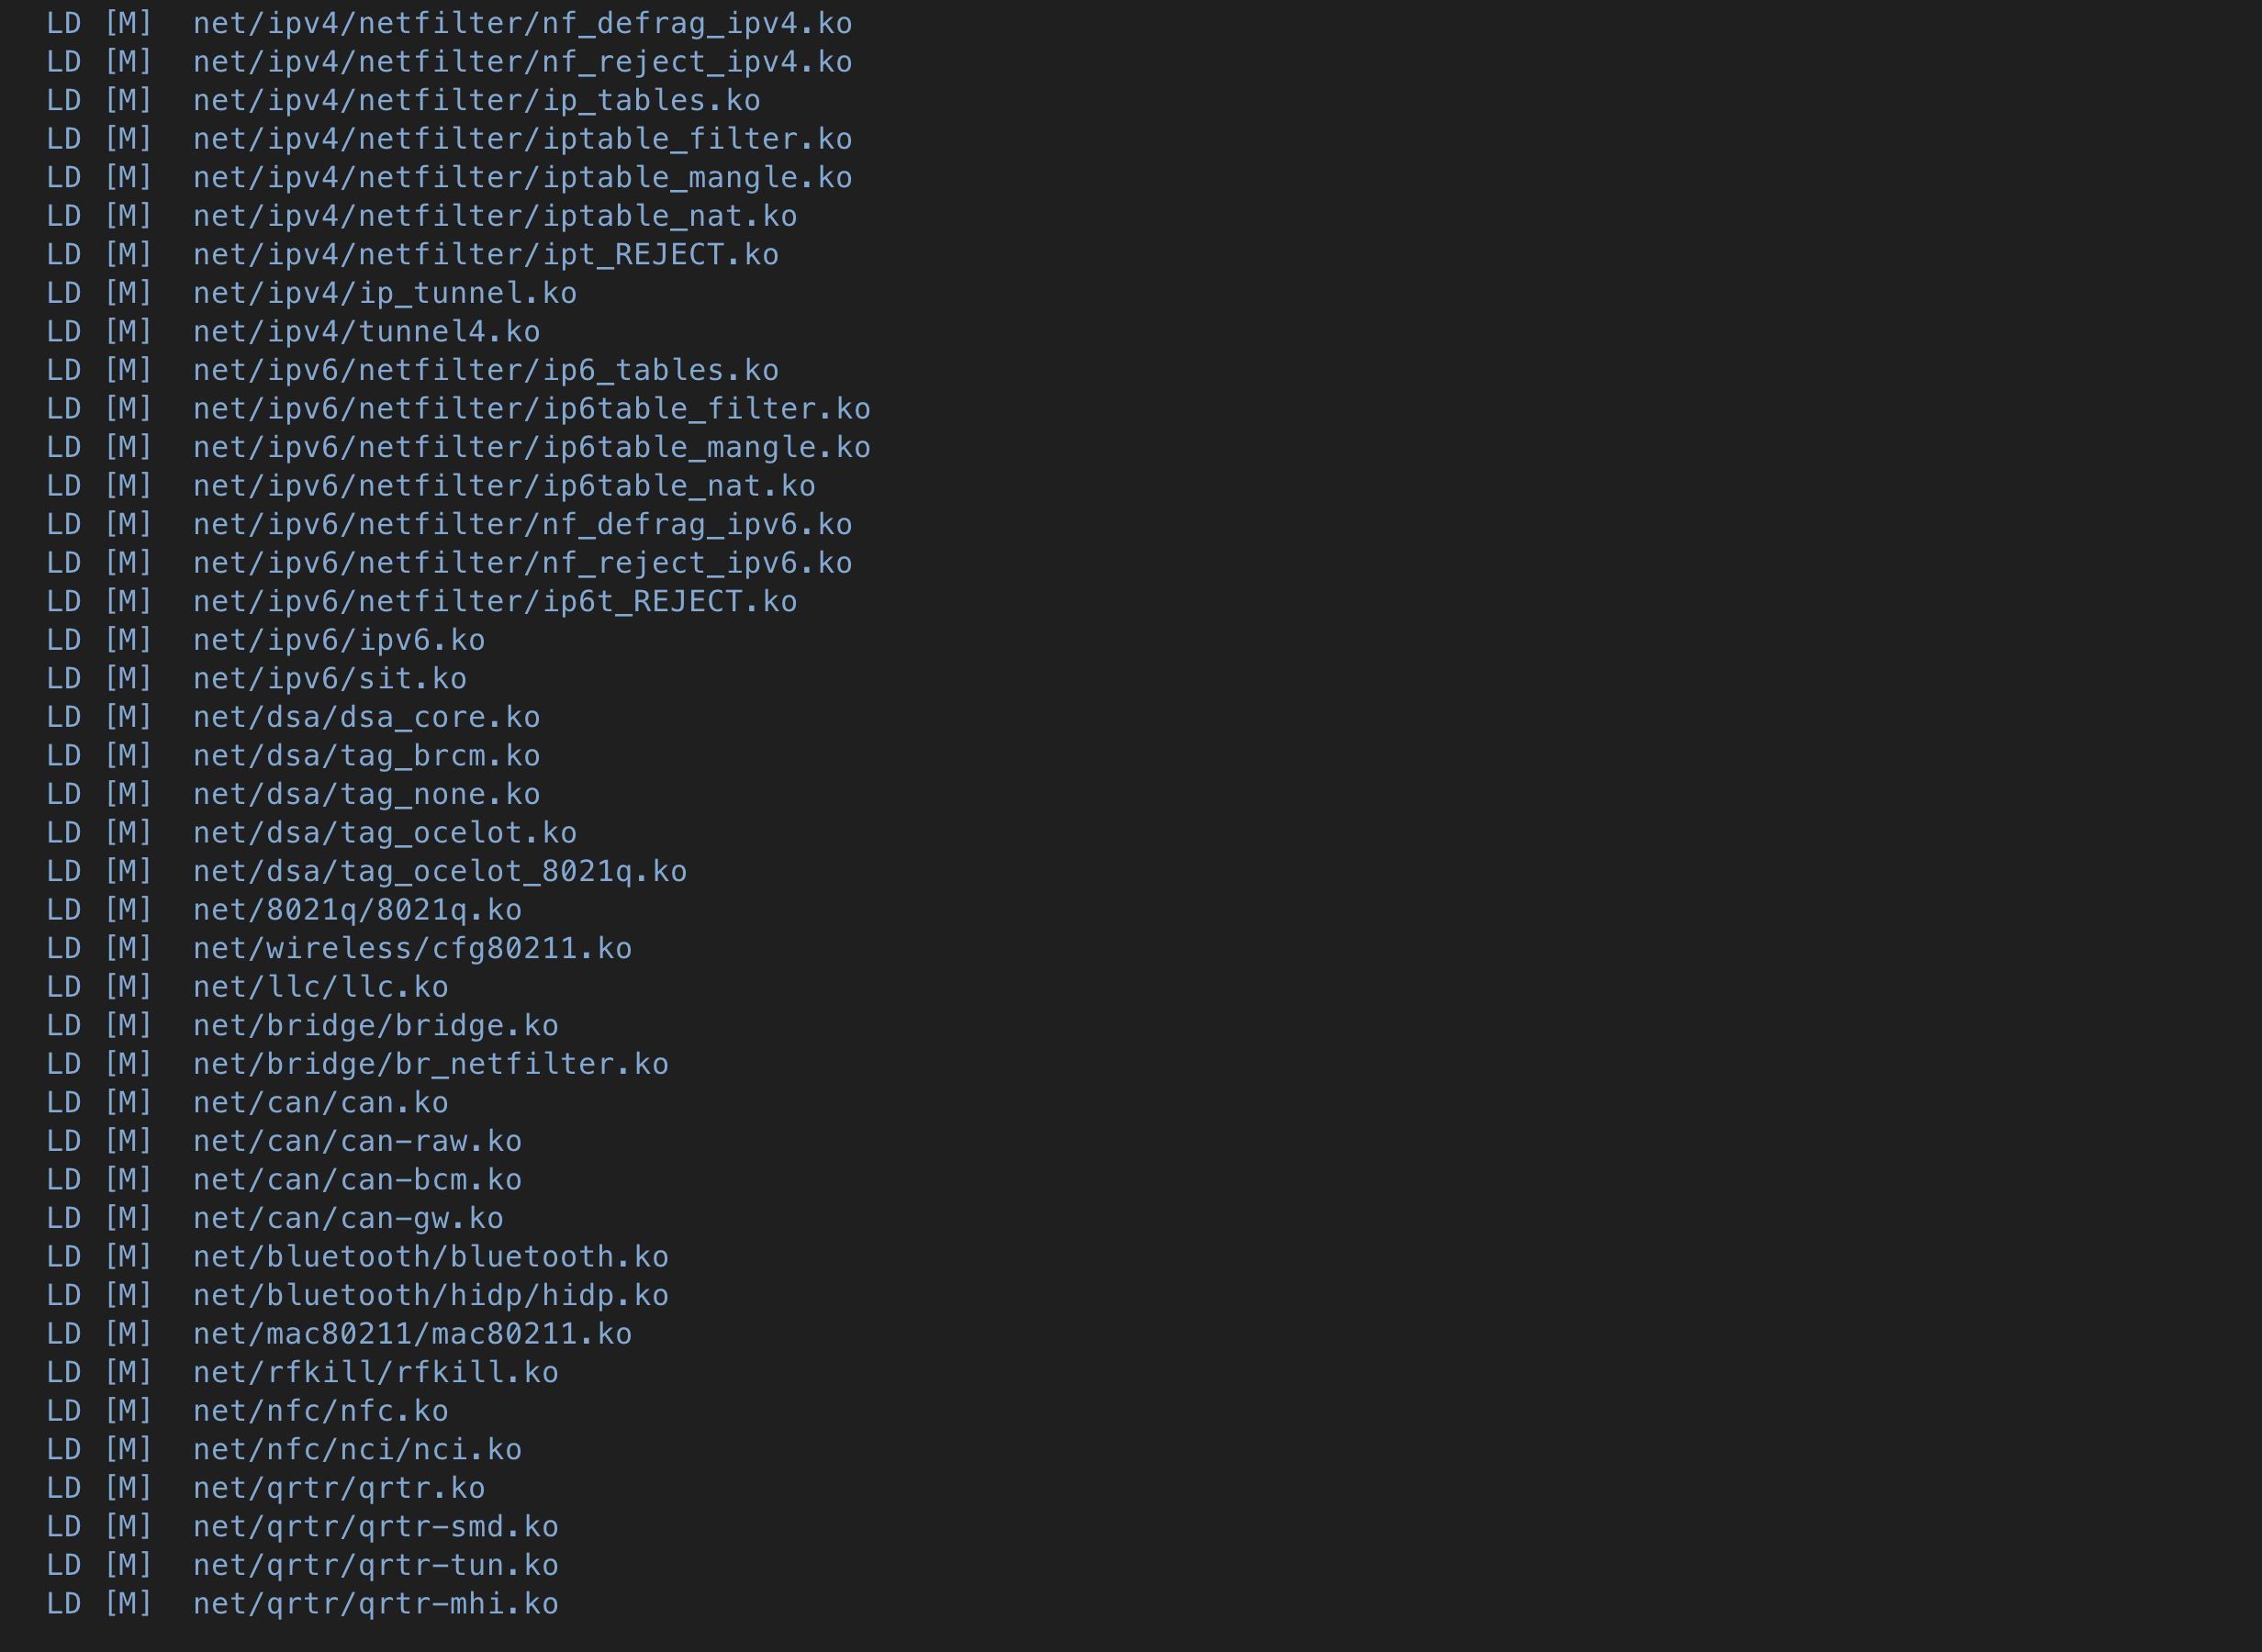 LD [M]  net/ipv4/netfilter/nf_defrag_ipv4.ko
LD [M]  net/ipv4/netfilter/nf_reject_ipv4.ko
LD [M]  net/ipv4/netfilter/ip_tables.ko
LD [M]  net/ipv4/netfilter/iptable_filter.ko
LD [M]  net/ipv4/netfilter/iptable_mangle.ko
LD [M]  net/ipv4/netfilter/iptable_nat.ko
LD [M]  net/ipv4/netfilter/ipt_REJECT.ko
LD [M]  net/ipv4/ip_tunnel.ko
LD [M]  net/ipv4/tunnel4.ko
LD [M]  net/ipv6/netfilter/ip6_tables.ko
LD [M]  net/ipv6/netfilter/ip6table_filter.ko
LD [M]  net/ipv6/netfilter/ip6table_mangle.ko
LD [M]  net/ipv6/netfilter/ip6table_nat.ko
LD [M]  net/ipv6/netfilter/nf_defrag_ipv6.ko
LD [M]  net/ipv6/netfilter/nf_reject_ipv6.ko
LD [M]  net/ipv6/netfilter/ip6t_REJECT.ko
LD [M]  net/ipv6/ipv6.ko
LD [M]  net/ipv6/sit.ko
LD [M]  net/dsa/dsa_core.ko
LD [M]  net/dsa/tag_brcm.ko
LD [M]  net/dsa/tag_none.ko
LD [M]  net/dsa/tag_ocelot.ko
LD [M]  net/dsa/tag_ocelot_8021q.ko
LD [M]  net/8021q/8021q.ko
LD [M]  net/wireless/cfg80211.ko
LD [M]  net/llc/llc.ko
LD [M]  net/bridge/bridge.ko
LD [M]  net/bridge/br_netfilter.ko
LD [M]  net/can/can.ko
LD [M]  net/can/can-raw.ko
LD [M]  net/can/can-bcm.ko
LD [M]  net/can/can-gw.ko
LD [M]  net/bluetooth/bluetooth.ko
LD [M]  net/bluetooth/hidp/hidp.ko
LD [M]  net/mac80211/mac80211.ko
LD [M]  net/rfkill/rfkill.ko
LD [M]  net/nfc/nfc.ko
LD [M]  net/nfc/nci/nci.ko
LD [M]  net/qrtr/qrtr.ko
LD [M]  net/qrtr/qrtr-smd.ko
LD [M]  net/qrtr/qrtr-tun.ko
LD [M]  net/qrtr/qrtr-mhi.ko